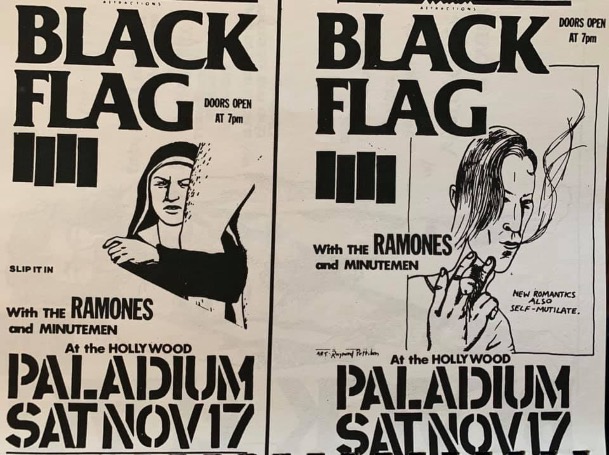 ATTRACTIONS
BLACK
FLAG
DOORS OPEN
AT 7pm
SLIP IT IN
With THE RAMONES
and MINUTEMEN
At the HOLLYWOOD
PALADIUM
SAT NOV 17
ATTRACTIONS
BLACK
FLAG
DOORS OPEN
AT 7pm
With THE RAMONES
and MINUTEMEN
NEW ROMANTICS
ALSO
SELF-MUTILATE.
ART Raymond Pettibon
At the HOLLYWOOD
PALADIUM
SAT NOV 17